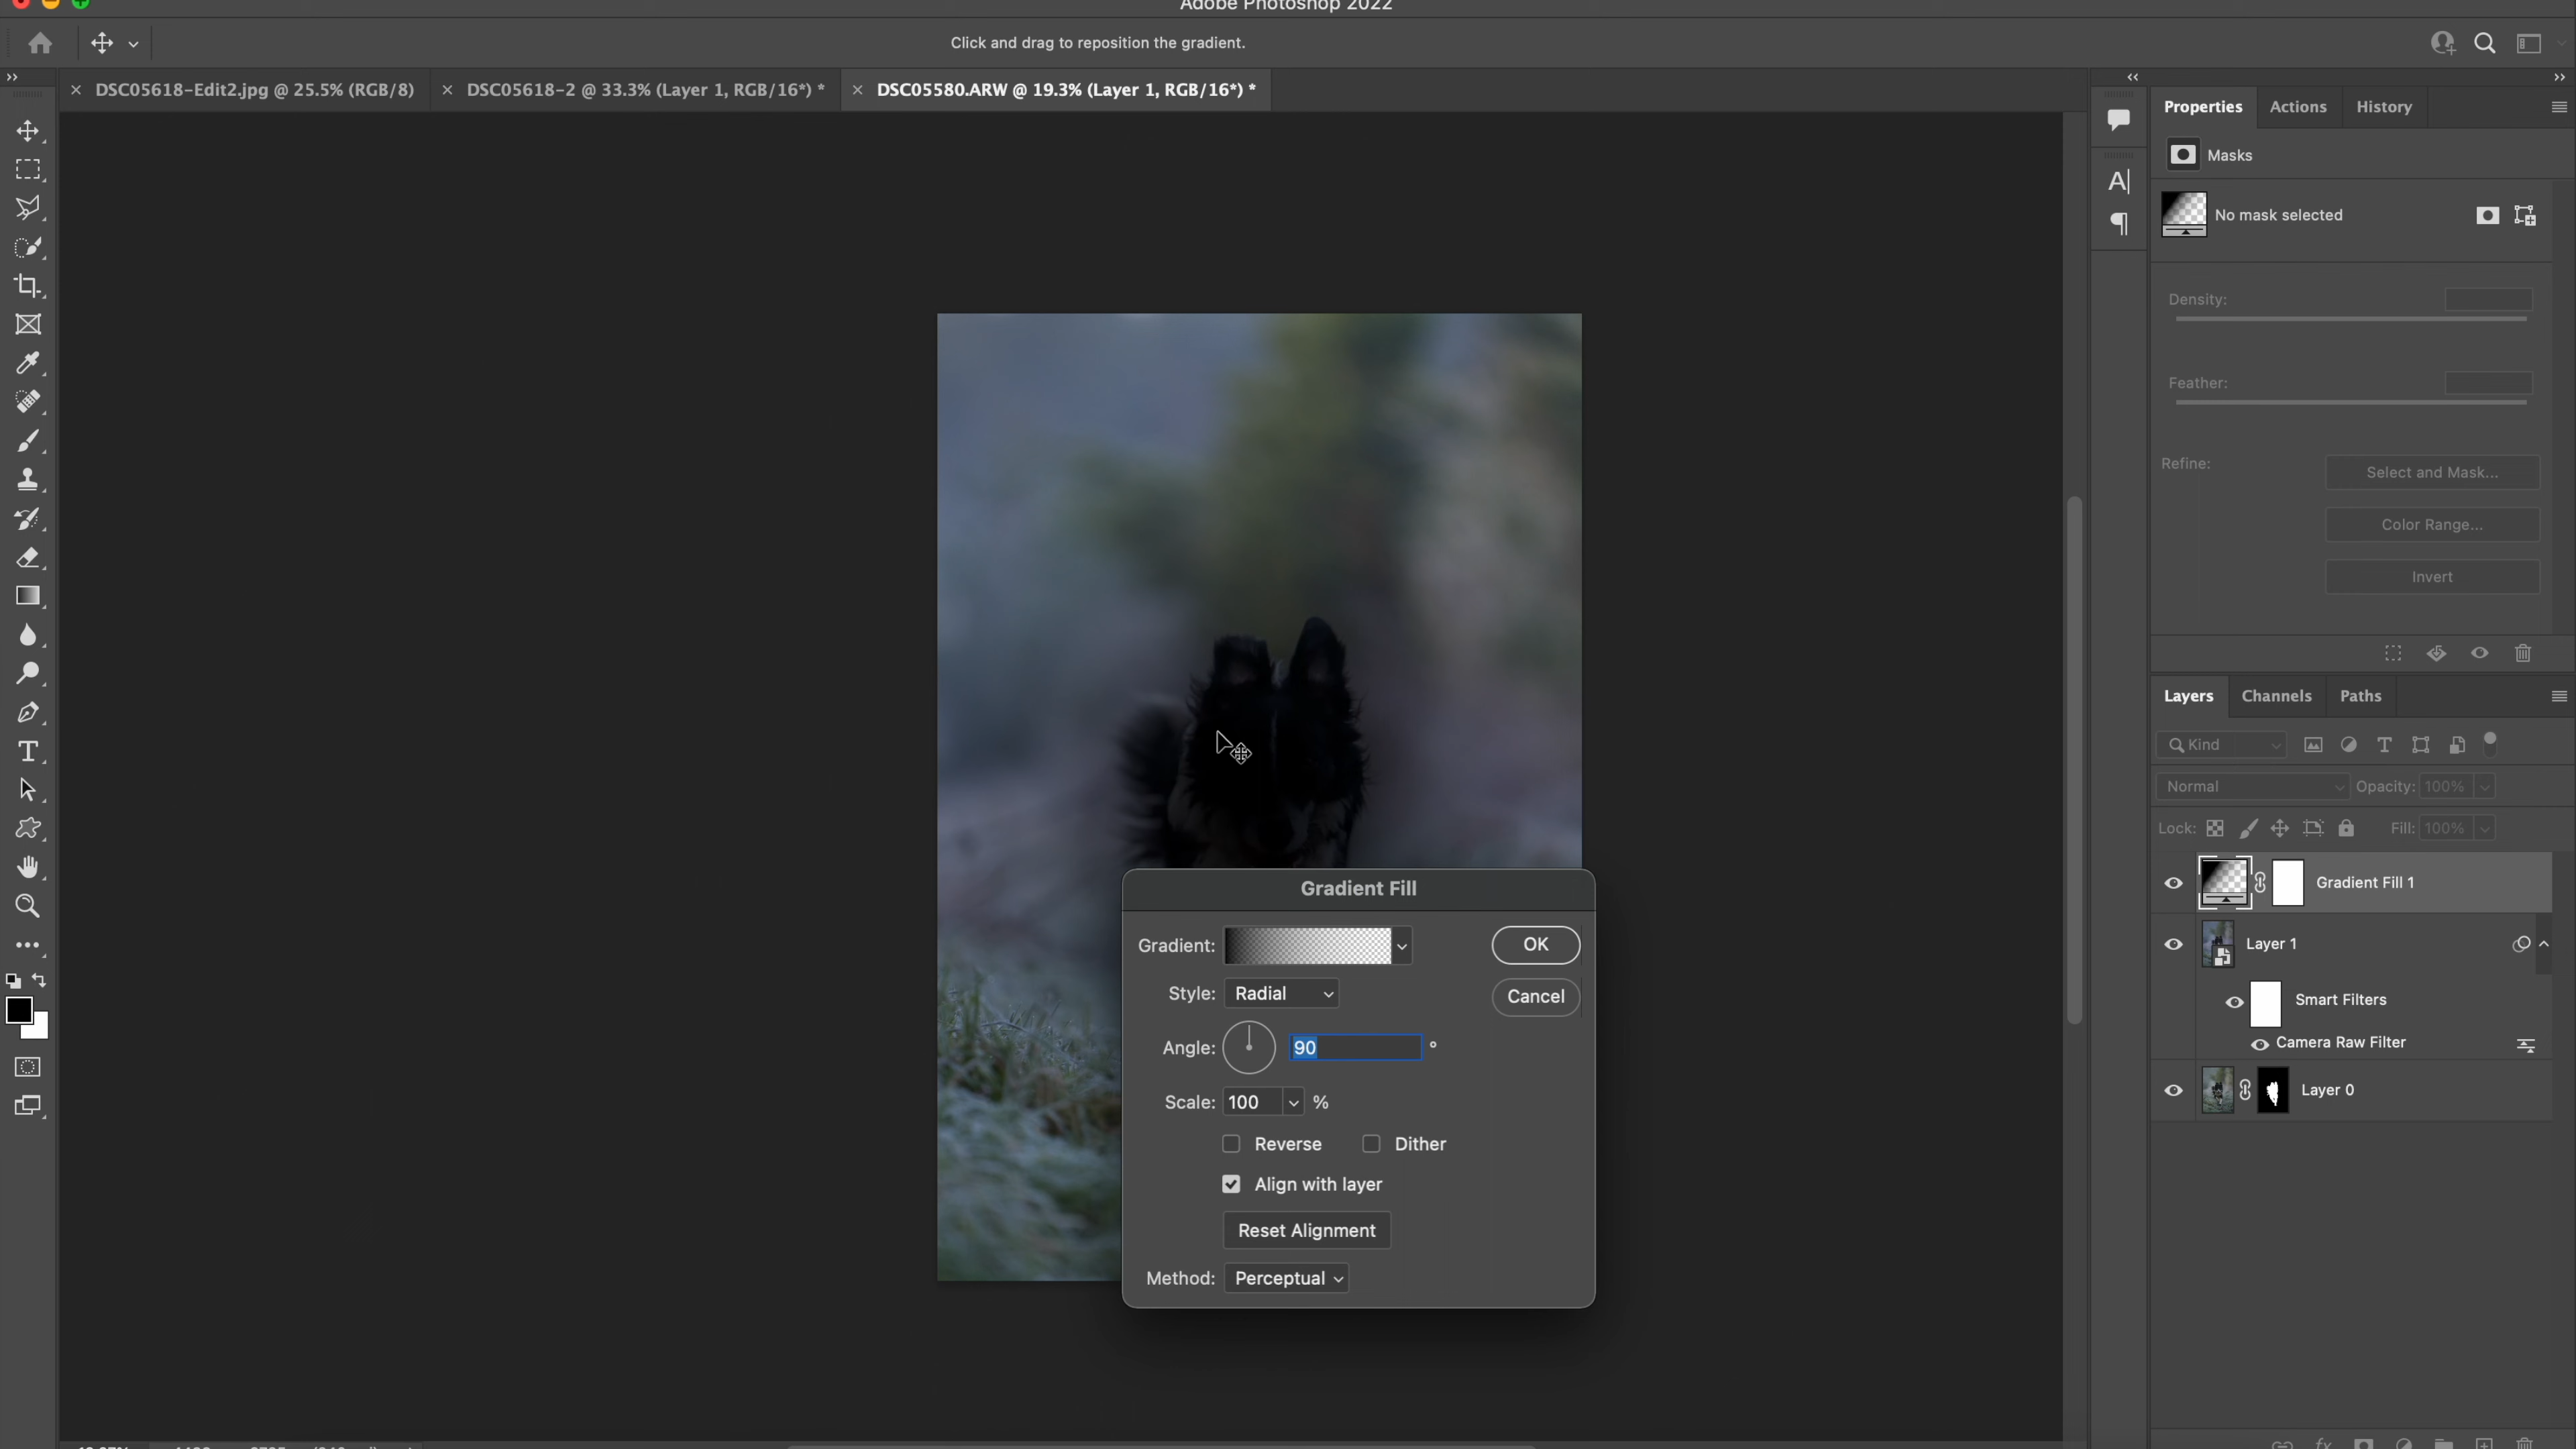 Adobe Photoshop 2022
Click and drag to reposition the gradient.
DSC05618-Edit2.jpg @ 25.5% (RGB/8)
DSC05618-2 @ 33.3% (Layer 1, RGB/16*) *
DSC05580.ARW @ 19.3% (Layer 1, RGB/16*) *
Properties
Actions
History
Masks
No mask selected
Density:
Feather:
Refine:
Select and Mask...
Color Range...
Invert
Layers
Channels
Paths
Kind
Normal
Opacity: 100%
Lock:
Fill: 100%
Gradient Fill 1
Layer 1
Smart Filters
Camera Raw Filter
Layer 0
Gradient Fill
Gradient:
OK
Style: Radial
Cancel
Angle: 90 °
Scale: 100 %
Reverse
Dither
Align with layer
Reset Alignment
Method: Perceptual